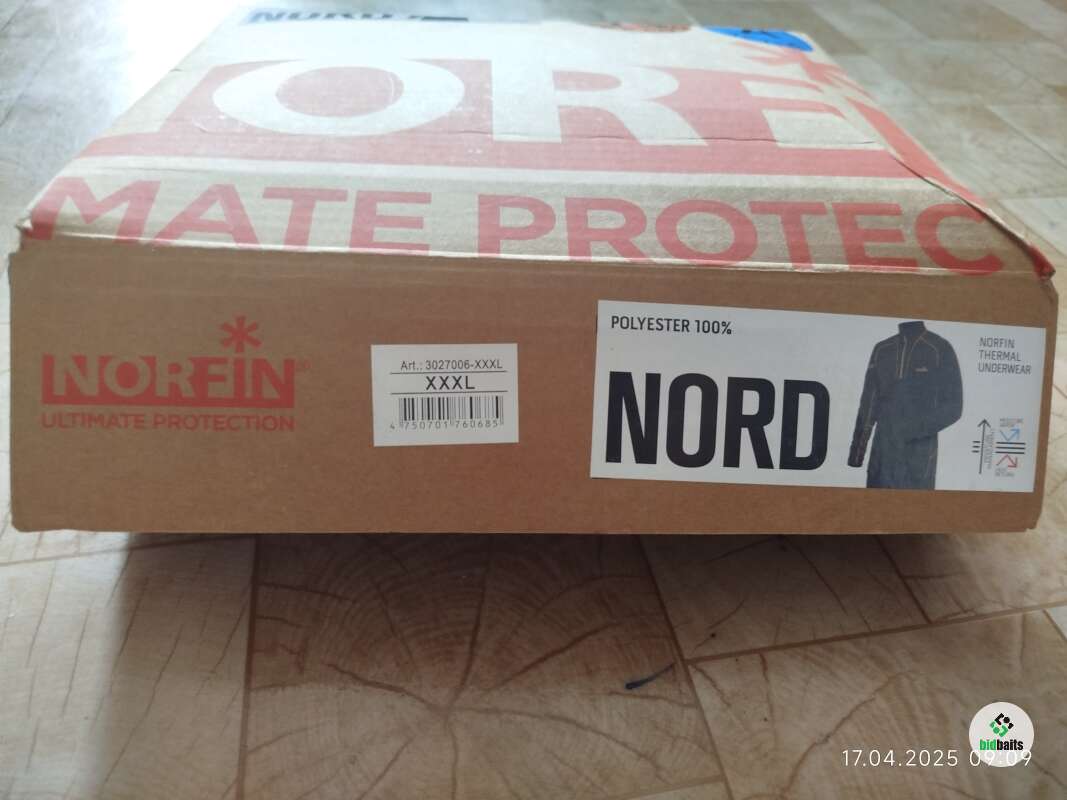 NORD
ORF
MATE PROTEC
NORFIN®
ULTIMATE PROTECTION
Art.: 3027006-XXXL
XXXL
4 750701 760685
POLYESTER 100%
NORD
NORFIN
THERMAL
UNDERWEAR
bidbaits
17.04.2025 09:09